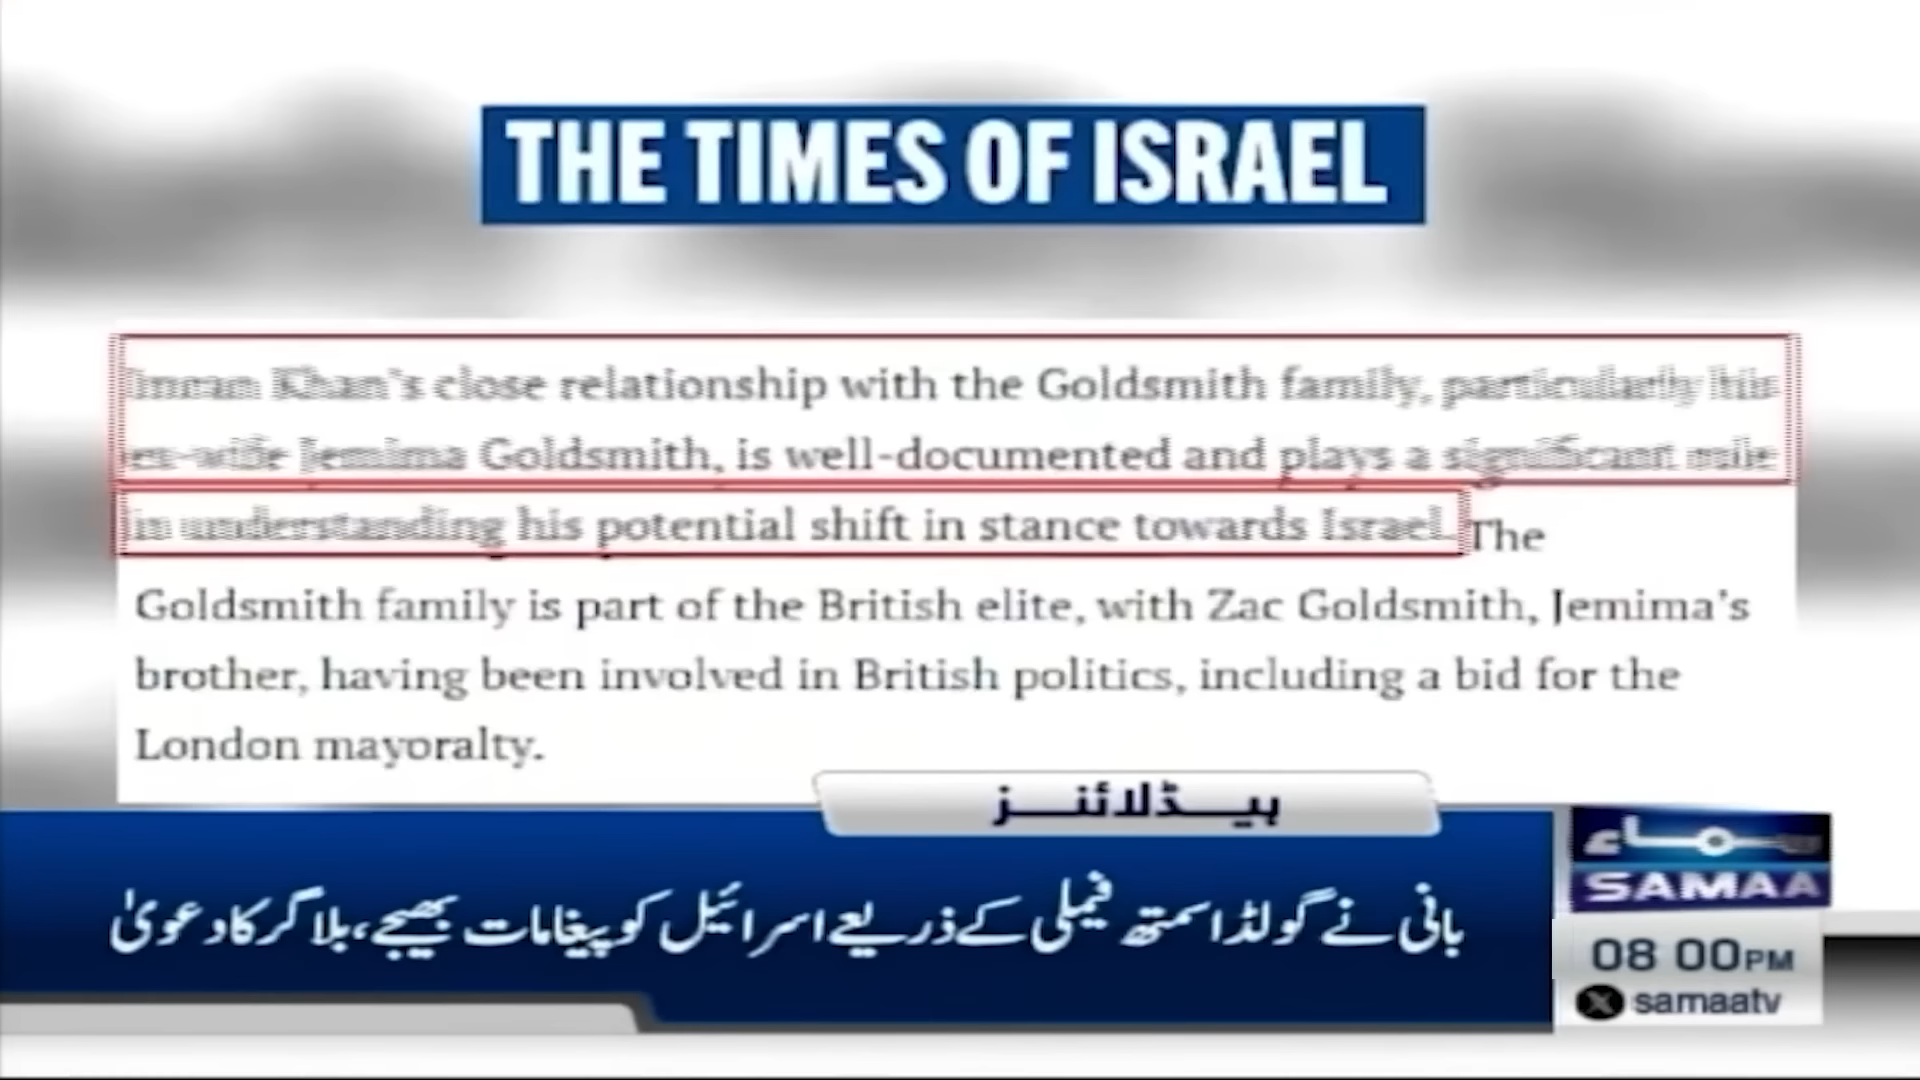 THE TIMES OF ISRAEL
Imran Khan's close relationship with the Goldsmith family, particularly his
ex-wife Jemima Goldsmith, is well-documented and plays a significant role
in understanding his potential shift in stance towards Israel. The
Goldsmith family is part of the British elite, with Zac Goldsmith, Jemima's
brother, having been involved in British politics, including a bid for the
London mayoralty.
ہیڈلائنز
بانی نے گولڈاسمتھ فیملی کے ذریعے اسرائیل کو پیغامات بھیجے، بلاگر کا دعویٰ
سماء
SAMAA
08 00PM
samaatv